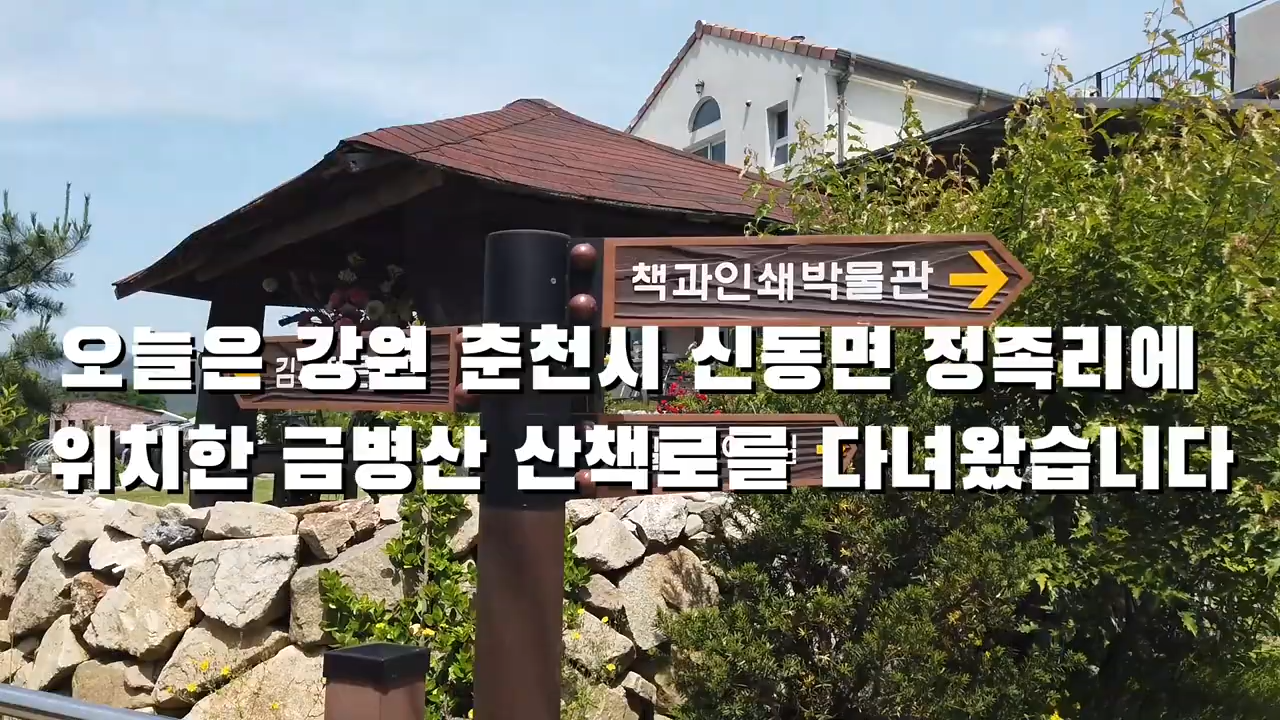 책과인쇄박물관
오늘은 강원 춘천시 신동면 정족리에
위치한 금병산 산책로를 다녀왔습니다